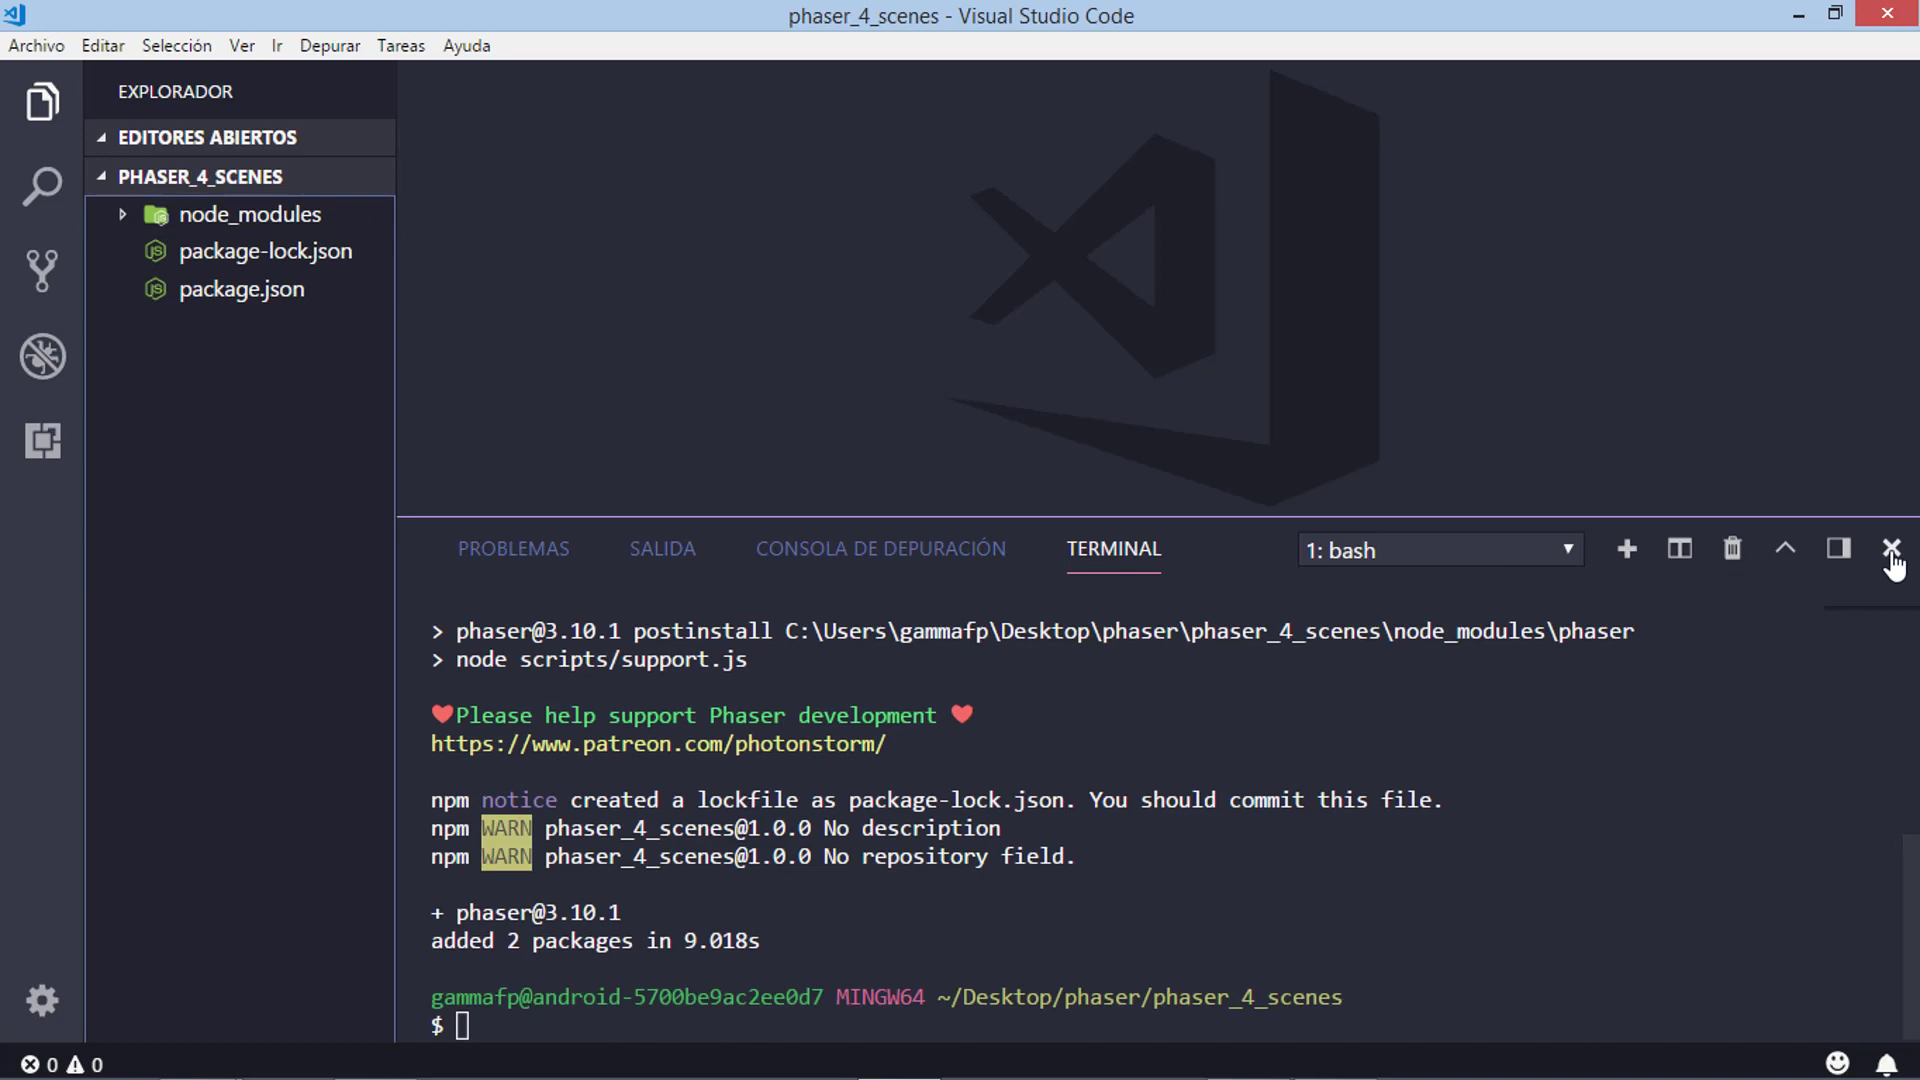 phaser_4_scenes - Visual Studio Code
Archivo Editar Selección Ver Ir Depurar Tareas Ayuda
EXPLORADOR
EDITORES ABIERTOS
PHASER_4_SCENES
node_modules
package-lock.json
package.json
PROBLEMAS SALIDA CONSOLA DE DEPURACIÓN TERMINAL 1: bash
> phaser@3.10.1 postinstall C:\Users\gammafp\Desktop\phaser\phaser_4_scenes\node_modules\phaser
> node scripts/support.js
Please help support Phaser development
https://www.patreon.com/photonstorm/
npm notice created a lockfile as package-lock.json. You should commit this file.
npm WARN phaser_4_scenes@1.0.0 No description
npm WARN phaser_4_scenes@1.0.0 No repository field.
+ phaser@3.10.1
added 2 packages in 9.018s
gammafp@android-5700be9ac2ee0d7 MINGW64 ~/Desktop/phaser/phaser_4_scenes
$
0 0